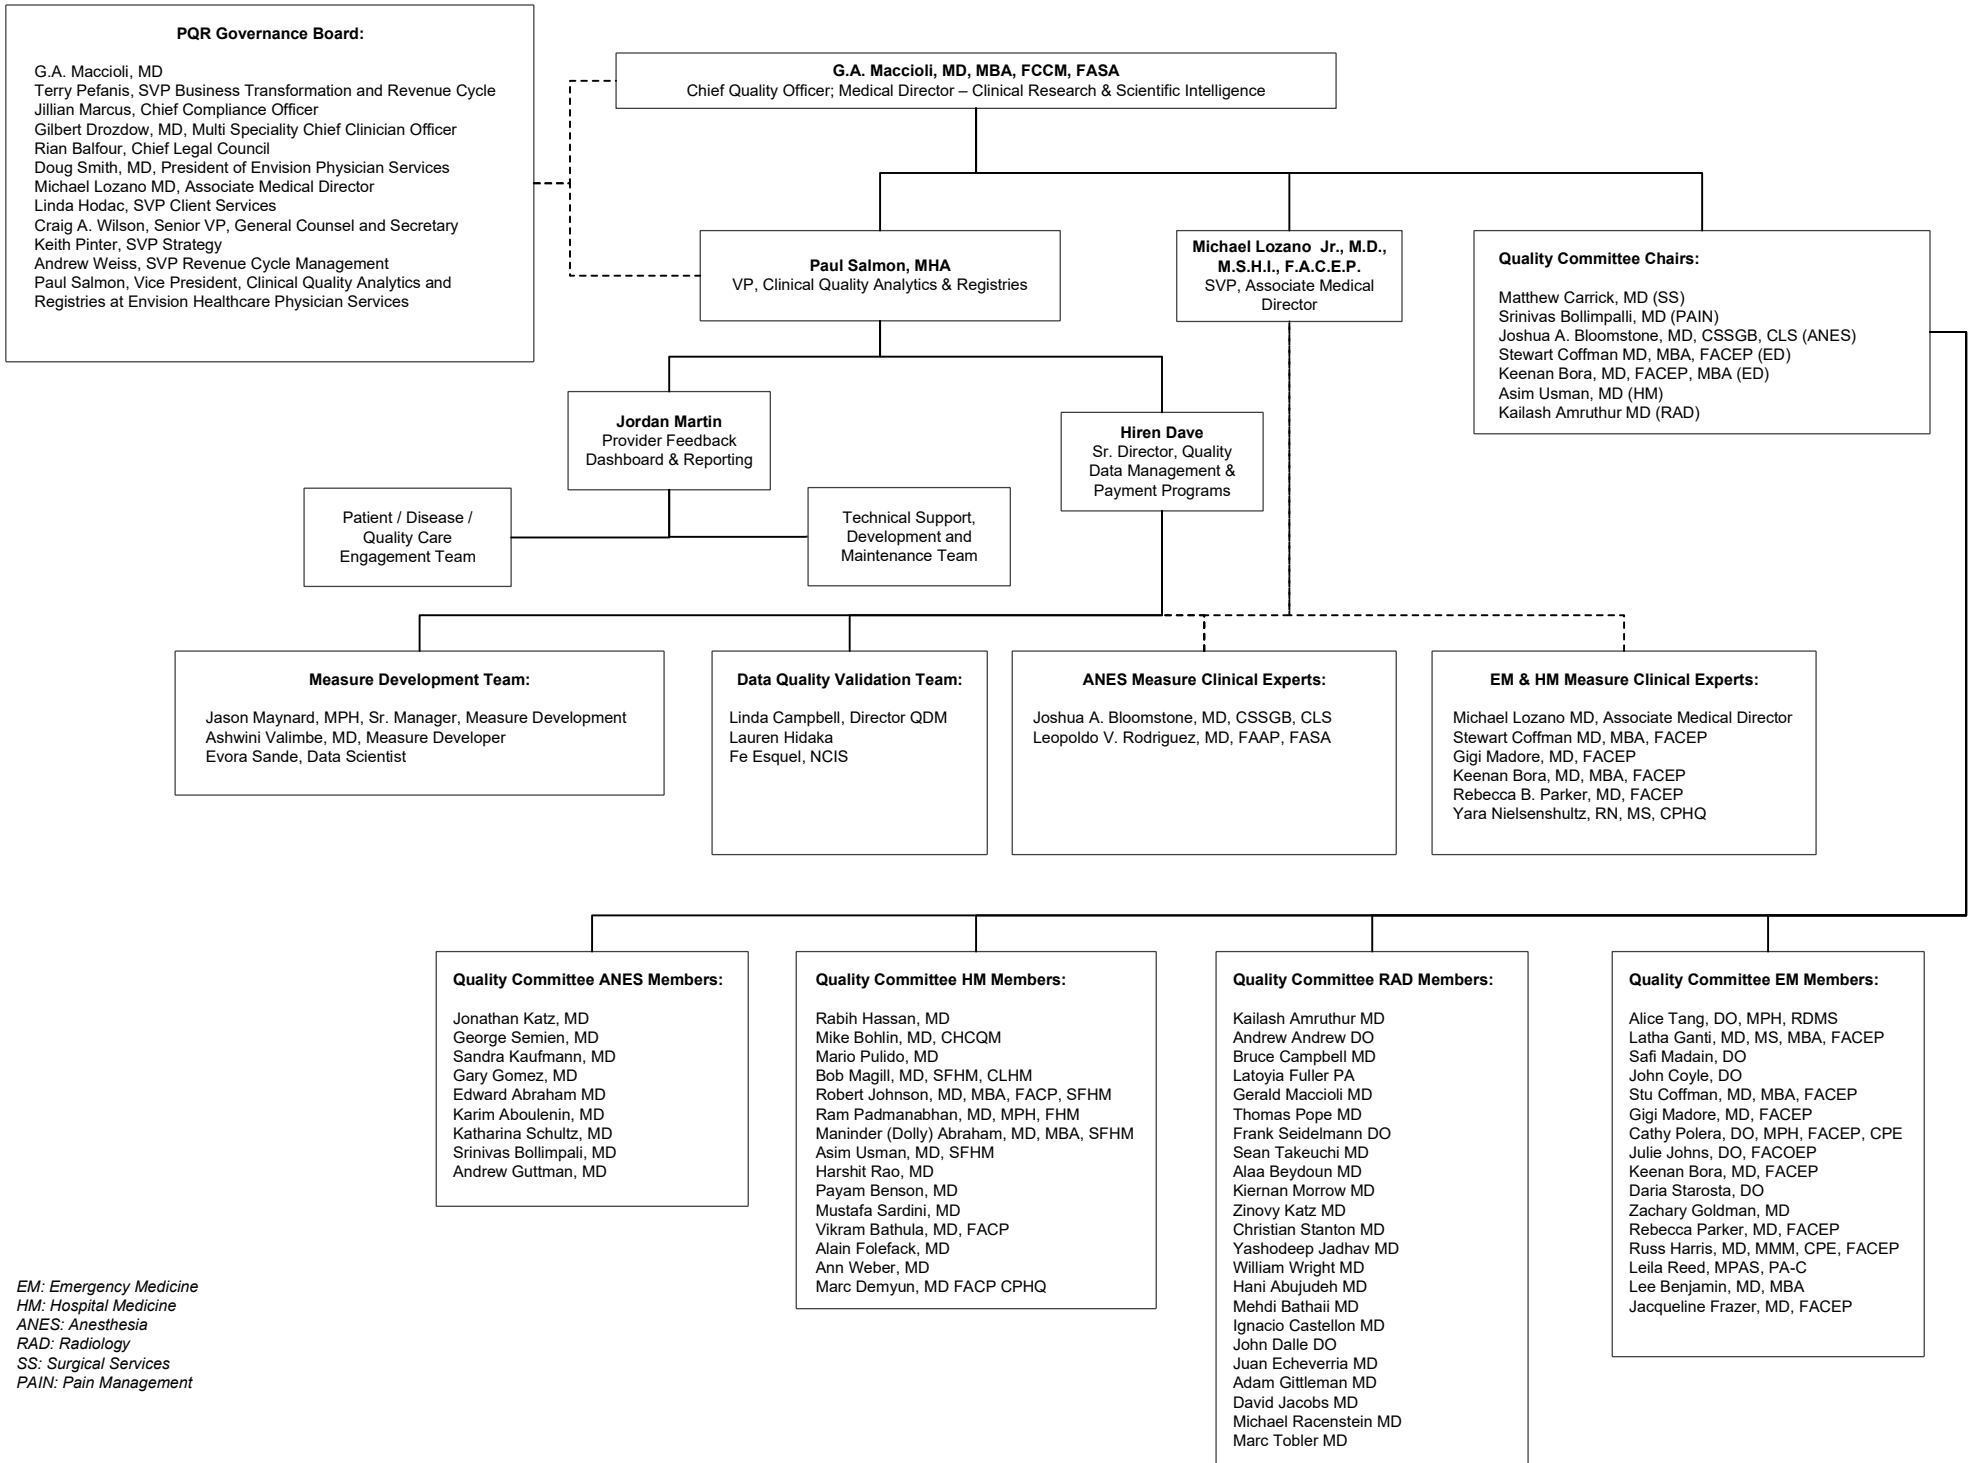 PQR Governance Board:
G.A. Maccioli, MD
Terry Pefanis, SVP Business Transformation and Revenue Cycle
Jillian Marcus, Chief Compliance Officer
Gilbert Drozdow, MD, Multi Speciality Chief Clinician Officer
Rian Balfour, Chief Legal Council
Doug Smith, MD, President of Envision Physician Services
Michael Lozano MD, Associate Medical Director
Linda Hodac, SVP Client Services
Craig A. Wilson, Senior VP, General Counsel and Secretary
Keith Pinter, SVP Strategy
Andrew Weiss, SVP Revenue Cycle Management
Paul Salmon, Vice President, Clinical Quality Analytics and
Registries at Envision Healthcare Physician Services
G.A. Maccioli, MD, MBA, FCCM, FASA
Chief Quality Officer; Medical Director – Clinical Research & Scientific Intelligence
Paul Salmon, MHA
VP, Clinical Quality Analytics & Registries
Michael Lozano Jr., M.D.,
M.S.H.I., F.A.C.E.P.
SVP, Associate Medical
Director
Quality Committee Chairs:
Matthew Carrick, MD (SS)
Srinivas Bollimpalli, MD (PAIN)
Joshua A. Bloomstone, MD, CSSGB, CLS (ANES)
Stewart Coffman MD, MBA, FACEP (ED)
Keenan Bora, MD, FACEP, MBA (ED)
Asim Usman, MD (HM)
Kailash Amruthur MD (RAD)
Jordan Martin
Provider Feedback
Dashboard & Reporting
Hiren Dave
Sr. Director, Quality
Data Management &
Payment Programs
Patient / Disease /
Quality Care
Engagement Team
Technical Support,
Development and
Maintenance Team
Measure Development Team:
Jason Maynard, MPH, Sr. Manager, Measure Development
Ashwini Valimbe, MD, Measure Developer
Evora Sande, Data Scientist
Data Quality Validation Team:
Linda Campbell, Director QDM
Lauren Hidaka
Fe Esquel, NCIS
ANES Measure Clinical Experts:
Joshua A. Bloomstone, MD, CSSGB, CLS
Leopoldo V. Rodriguez, MD, FAAP, FASA
EM & HM Measure Clinical Experts:
Michael Lozano MD, Associate Medical Director
Stewart Coffman MD, MBA, FACEP
Gigi Madore, MD, FACEP
Keenan Bora, MD, MBA, FACEP
Rebecca B. Parker, MD, FACEP
Yara Nielsenshultz, RN, MS, CPHQ
Quality Committee ANES Members:
Jonathan Katz, MD
George Semien, MD
Sandra Kaufmann, MD
Gary Gomez, MD
Edward Abraham MD
Karim Aboulenin, MD
Katharina Schultz, MD
Srinivas Bollimpali, MD
Andrew Guttman, MD
Quality Committee HM Members:
Rabih Hassan, MD
Mike Bohlin, MD, CHCQM
Mario Pulido, MD
Bob Magill, MD, SFHM, CLHM
Robert Johnson, MD, MBA, FACP, SFHM
Ram Padmanabhan, MD, MPH, FHM
Maninder (Dolly) Abraham, MD, MBA, SFHM
Asim Usman, MD, SFHM
Harshit Rao, MD
Payam Benson, MD
Mustafa Sardini, MD
Vikram Bathula, MD, FACP
Alain Folefack, MD
Ann Weber, MD
Marc Demyun, MD FACP CPHQ
Quality Committee RAD Members:
Kailash Amruthur MD
Andrew Andrew DO
Bruce Campbell MD
Latoyia Fuller PA
Gerald Maccioli MD
Thomas Pope MD
Frank Seidelmann DO
Sean Takeuchi MD
Alaa Beydoun MD
Kiernan Morrow MD
Zinovy Katz MD
Christian Stanton MD
Yashodeep Jadhav MD
William Wright MD
Hani Abujudeh MD
Mehdi Bathaii MD
Ignacio Castellon MD
John Dalle DO
Juan Echeverria MD
Adam Gittleman MD
David Jacobs MD
Michael Racenstein MD
Marc Tobler MD
Quality Committee EM Members:
Alice Tang, DO, MPH, RDMS
Latha Ganti, MD, MS, MBA, FACEP
Safi Madain, DO
John Coyle, DO
Stu Coffman, MD, MBA, FACEP
Gigi Madore, MD, FACEP
Cathy Polera, DO, MPH, FACEP, CPE
Julie Johns, DO, FACOEP
Keenan Bora, MD, FACEP
Daria Starosta, DO
Zachary Goldman, MD
Rebecca Parker, MD, FACEP
Russ Harris, MD, MMM, CPE, FACEP
Leila Reed, MPAS, PA-C
Lee Benjamin, MD, MBA
Jacqueline Frazer, MD, FACEP
EM: Emergency Medicine
HM: Hospital Medicine
ANES: Anesthesia
RAD: Radiology
SS: Surgical Services
PAIN: Pain Management